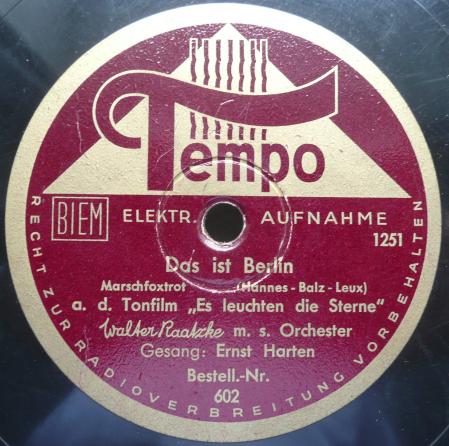 Tempo
BIEM ELEKTR. AUFNAHME
1251
Das ist Berlin
Marschfoxtrot (Hannes-Balz-Leux)
a. d. Tonfilm „Es leuchten die Sterne“
Walter Raatzke m. s. Orchester
Gesang: Ernst Harten
Bestell.-Nr.
602
RECHT ZUR RADIOVERBREITUNG VORBEHALTEN